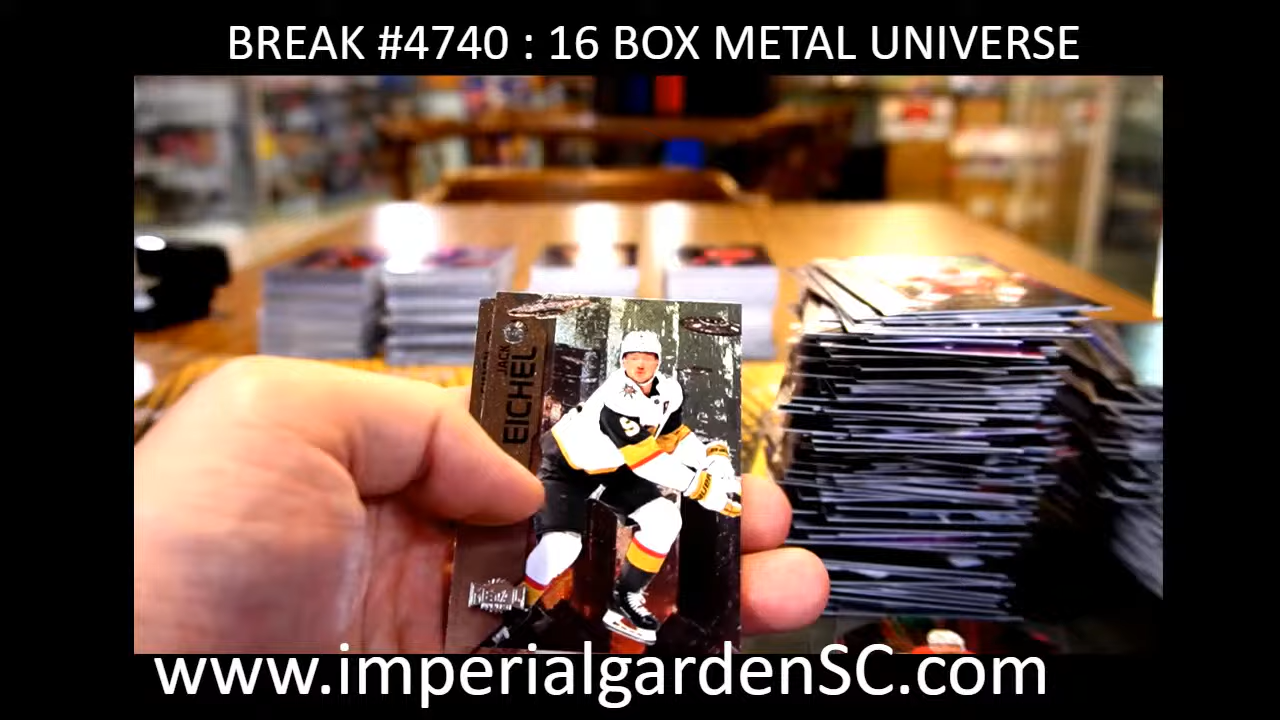 BREAK #4740 : 16 BOX METAL UNIVERSE
JACK
EICHEL
www.imperialgardenSC.com